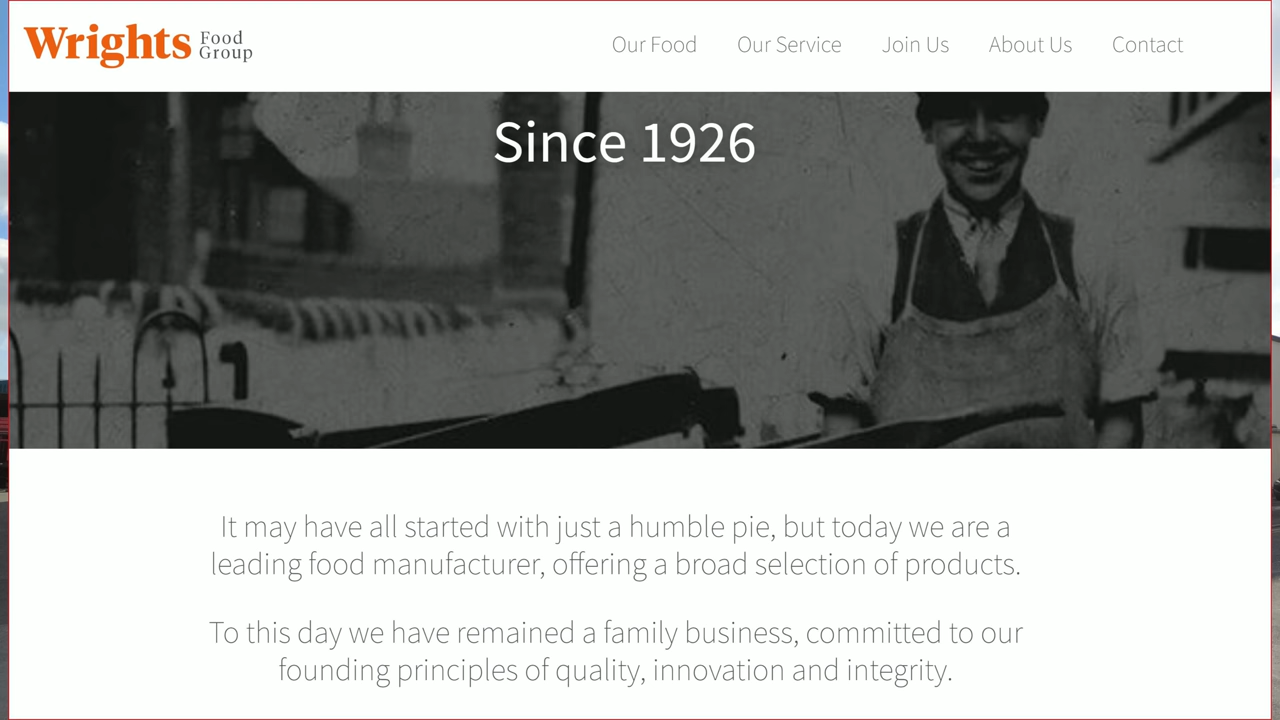 Wrights Food Group
Our Food Our Service Join Us About Us Contact
Since 1926
It may have all started with just a humble pie, but today we are a
leading food manufacturer, offering a broad selection of products.
To this day we have remained a family business, committed to our
founding principles of quality, innovation and integrity.